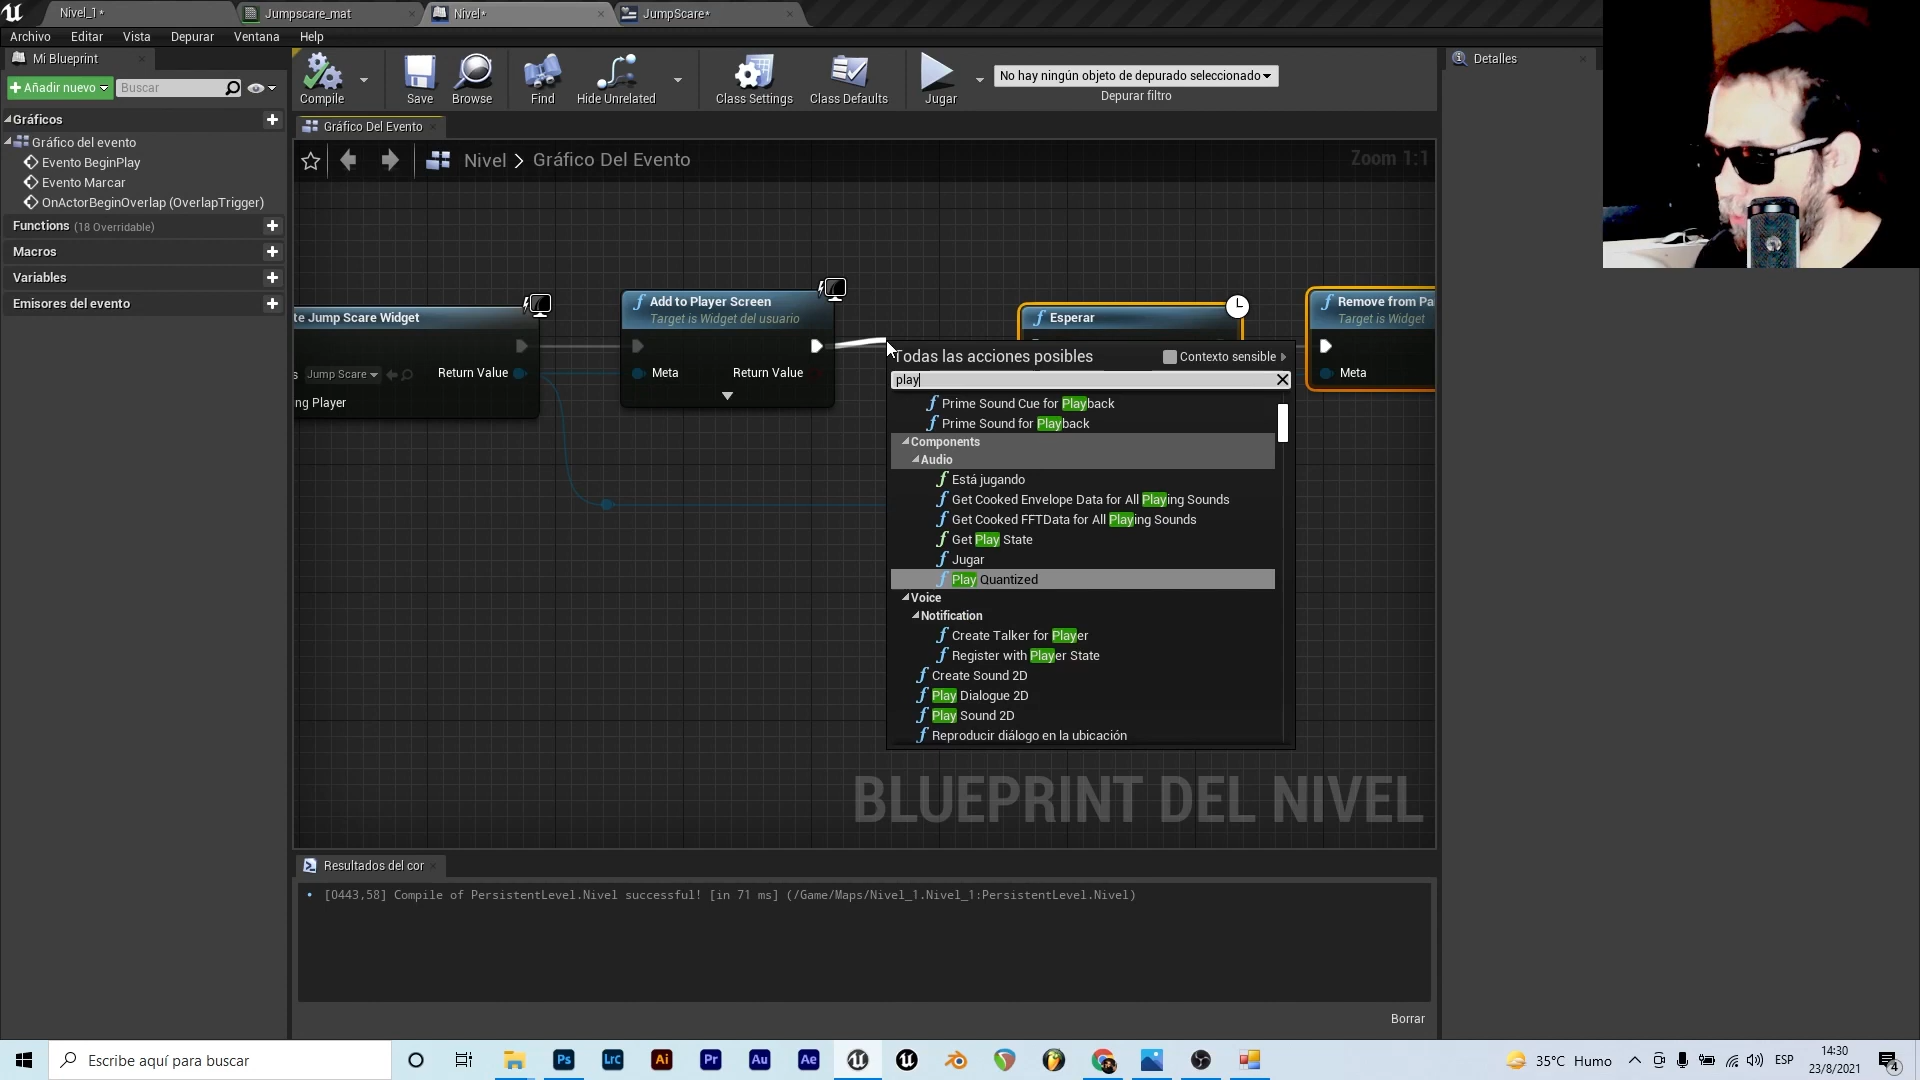 Nivel_1*
Jumpscare_mat
Nivel*
JumpScare*
Archivo
Editar
Vista
Depurar
Ventana
Help
Mi Blueprint
Detalles
Añadir nuevo
Buscar
Compile
Save
Browse
Find
Hide Unrelated
Class Settings
Class Defaults
Jugar
No hay ningún objeto de depurado seleccionado
Depurar filtro
Gráficos
Gráfico del evento
Evento BeginPlay
Evento Marcar
OnActorBeginOverlap (OverlapTrigger)
Functions (18 Overridable)
Macros
Variables
Emisores del evento
Gráfico Del Evento
Nivel > Gráfico Del Evento
Zoom 1:1
te Jump Scare Widget
s Jump Scare
Return Value
ng Player
Add to Player Screen
Target is Widget del usuario
Meta
Return Value
Esperar
Remove from Pa
Target is Widget
Meta
Todas las acciones posibles
Contexto sensible
play
Prime Sound Cue for Playback
Prime Sound for Playback
Components
Audio
Está jugando
Get Cooked Envelope Data for All Playing Sounds
Get Cooked FFTData for All Playing Sounds
Get Play State
Jugar
Play Quantized
Voice
Notification
Create Talker for Player
Register with Player State
Create Sound 2D
Play Dialogue 2D
Play Sound 2D
Reproducir diálogo en la ubicación
BLUEPRINT DEL NIVEL
Resultados del cor
[0443,58] Compile of PersistentLevel.Nivel successful! [in 71 ms] (/Game/Maps/Nivel_1.Nivel_1:PersistentLevel.Nivel)
Borrar
Escribe aquí para buscar
Ps
Lrc
Ai
Pr
Au
Ae
35°C Humo
ESP
14:30
23/8/2021
4